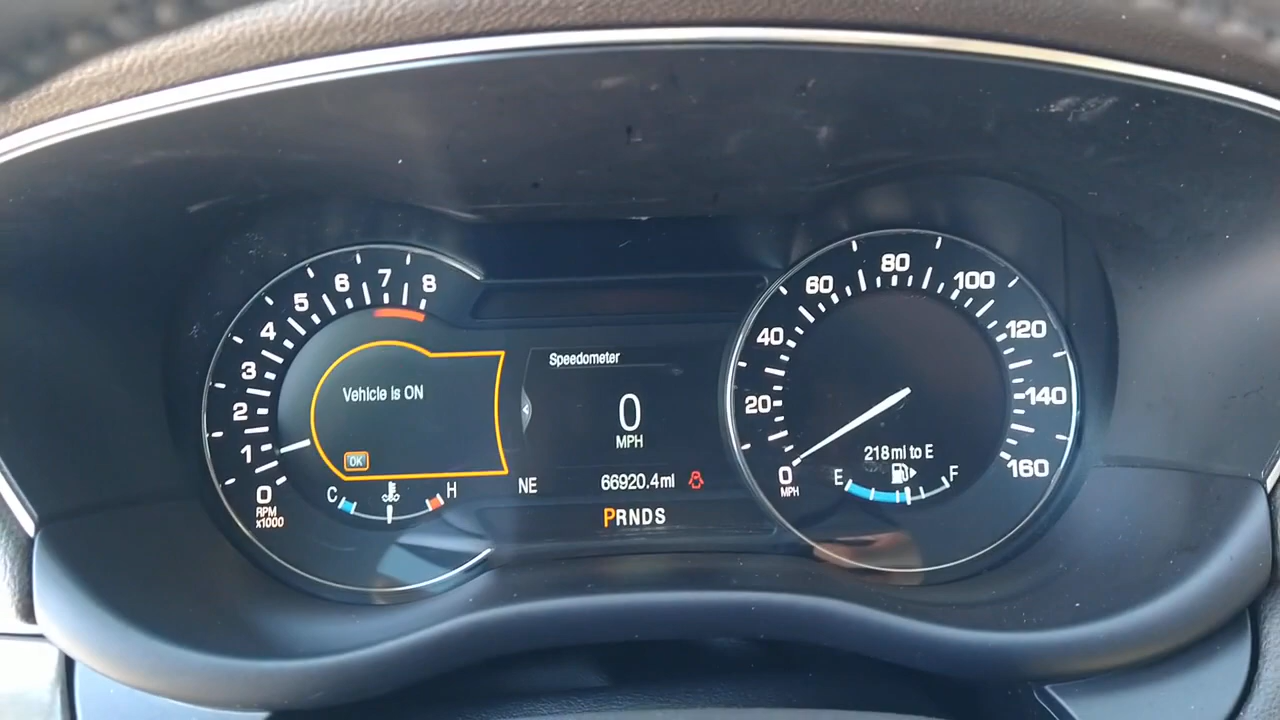 8
7
6
5
4
3
2
1
0
RPM
x1000
Vehicle is ON
OK
C
H
Speedometer
0
MPH
NE
66920.4mi
PRNDS
0
MPH
20
40
60
80
100
120
140
160
218mi to E
E
F